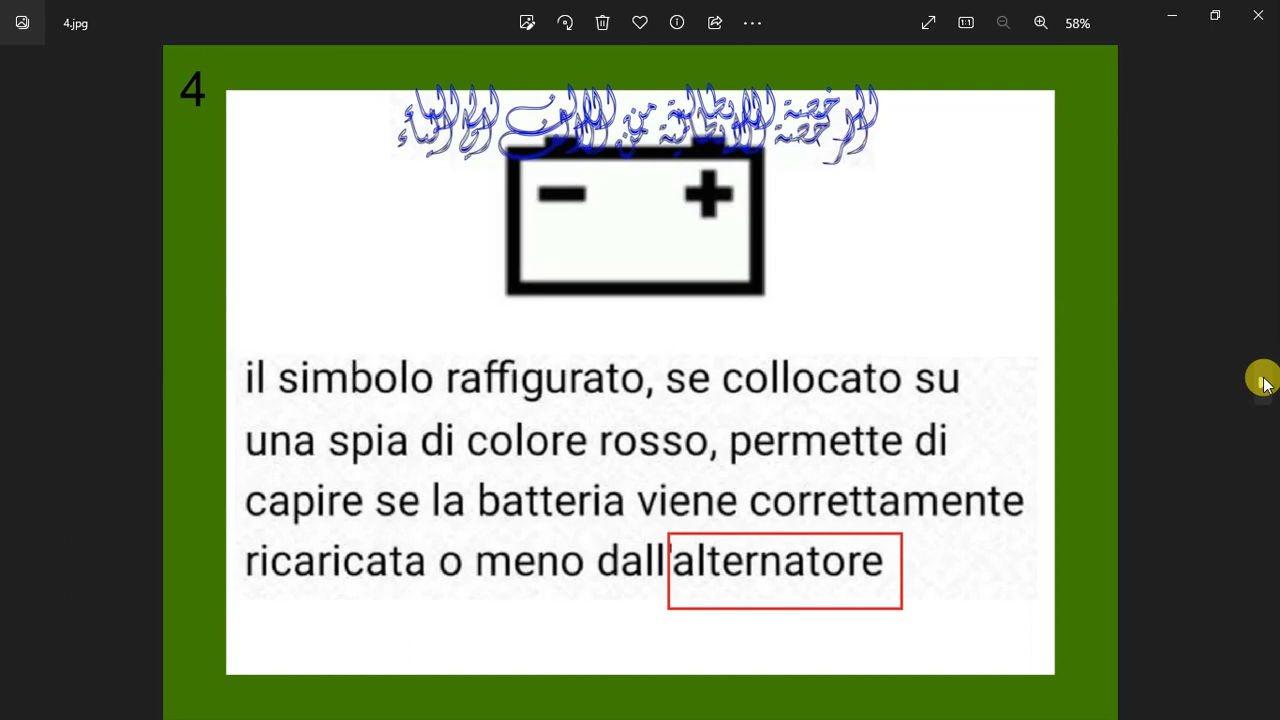 4.jpg
58%
4
الرخصة الايطالية من الالف الى الياء
il simbolo raffigurato, se collocato su
una spia di colore rosso, permette di
capire se la batteria viene correttamente
ricaricata o meno dall'alternatore